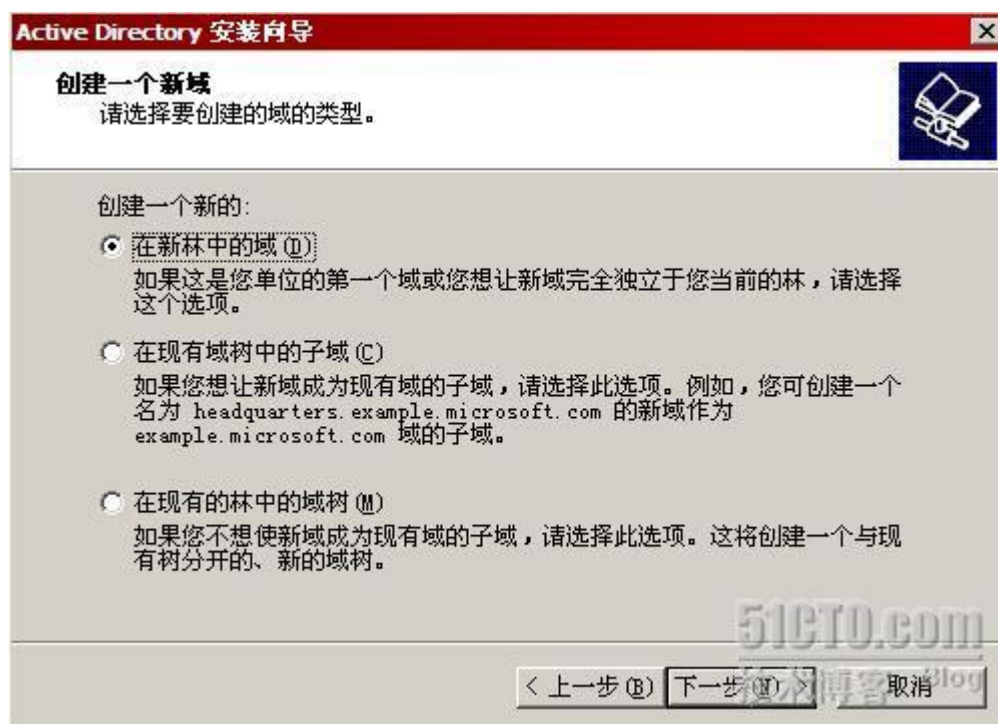 Active Directory 安装向导
创建一个新域
请选择要创建的域的类型。
创建一个新的:
在新林中的域(D)
如果这是您单位的第一个域或您想让新域完全独立于您当前的林，请选择
这个选项。
在现有域树中的子域(C)
如果您想让新域成为现有域的子域，请选择此选项。例如，您可创建一个
名为 headquarters.example.microsoft.com 的新域作为
example.microsoft.com 域的子域。
在现有的林中的域树(M)
如果您不想使新域成为现有域的子域，请选择此选项。这将创建一个与现
有树分开的、新的域树。
51CTO.com
技术博客 Blog
< 上一步(B) 下一步(N) > 取消